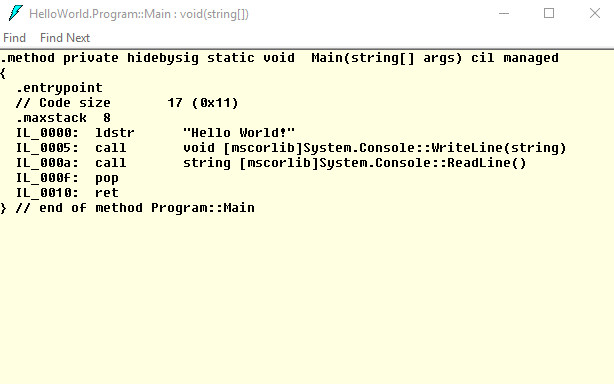 HelloWorld.Program::Main : void(string[])
Find Find Next
.method private hidebysig static void  Main(string[] args) cil managed
{
  .entrypoint
  // Code size       17 (0x11)
  .maxstack  8
  IL_0000:  ldstr      "Hello World!"
  IL_0005:  call       void [mscorlib]System.Console::WriteLine(string)
  IL_000a:  call       string [mscorlib]System.Console::ReadLine()
  IL_000f:  pop
  IL_0010:  ret
} // end of method Program::Main